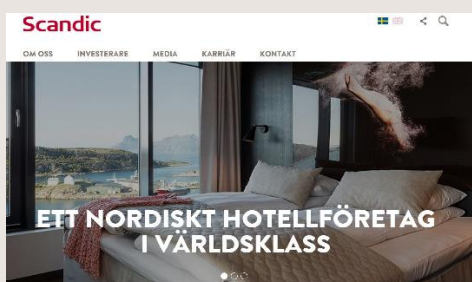 Scandic
OM OSS INVESTERARE MEDIA KARRIÄR KONTAKT
ETT NORDISKT HOTELLFÖRETAG
I VÄRLDSKLASS